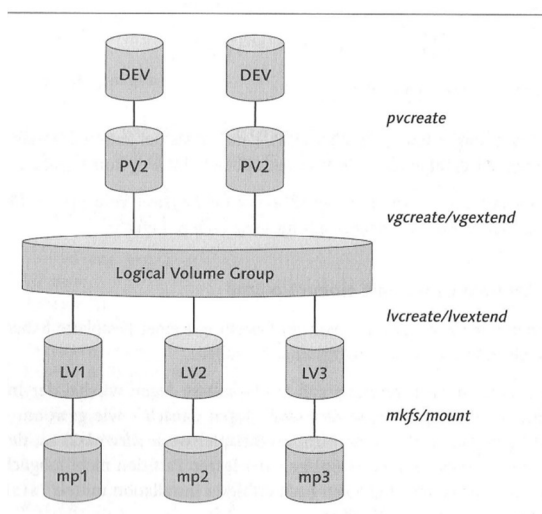 DEV
DEV
pvcreate
PV2
PV2
vgcreate/vgextend
Logical Volume Group
lvcreate/lvextend
LV1
LV2
LV3
mkfs/mount
mp1
mp2
mp3